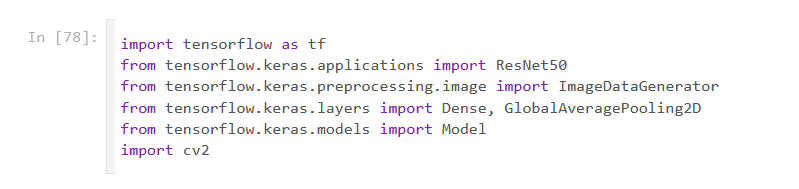 In [78]:
import tensorflow as tf
from tensorflow.keras.applications import ResNet50
from tensorflow.keras.preprocessing.image import ImageDataGenerator
from tensorflow.keras.layers import Dense, GlobalAveragePooling2D
from tensorflow.keras.models import Model
import cv2